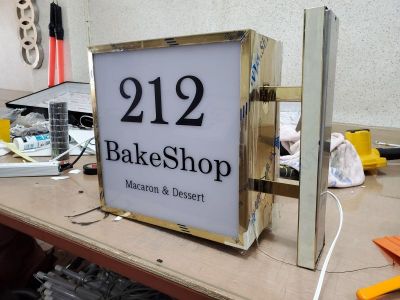 212
BakeShop
Macaron & Dessert